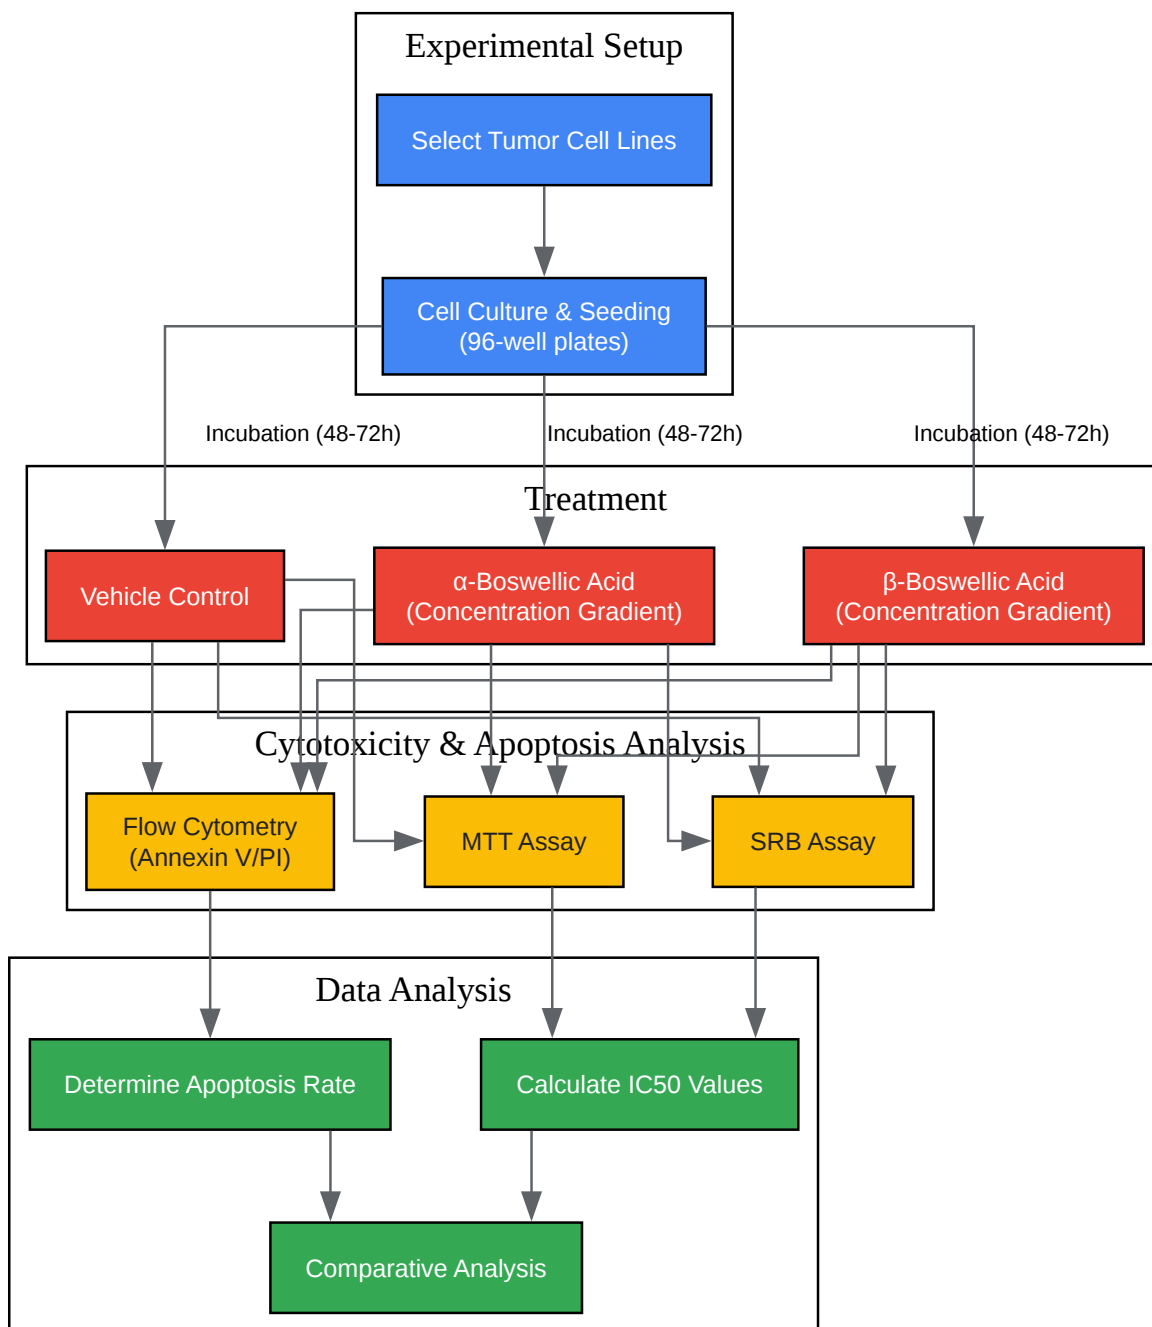 Experimental Setup
Select Tumor Cell Lines
Cell Culture & Seeding
(96-well plates)
Incubation (48-72h)
Incubation (48-72h)
Incubation (48-72h)
Treatment
Vehicle Control
α-Boswellic Acid
(Concentration Gradient)
β-Boswellic Acid
(Concentration Gradient)
Cytotoxicity & Apoptosis Analysis
Flow Cytometry
(Annexin V/PI)
MTT Assay
SRB Assay
Data Analysis
Determine Apoptosis Rate
Calculate IC50 Values
Comparative Analysis